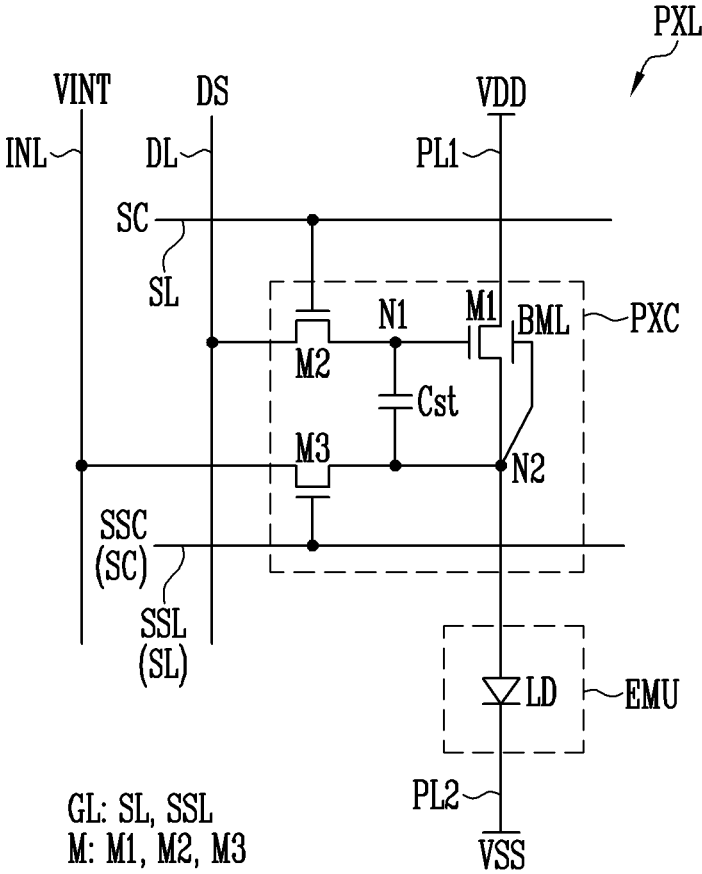 PXL
VINT
DS
VDD
INL
DL
PL1
SC
SL
M1
N1
BML
PXC
M2
Cst
M3
N2
SSC
(SC)
SSL
(SL)
LD
EMU
PL2
GL: SL, SSL
M: M1, M2, M3
VSS